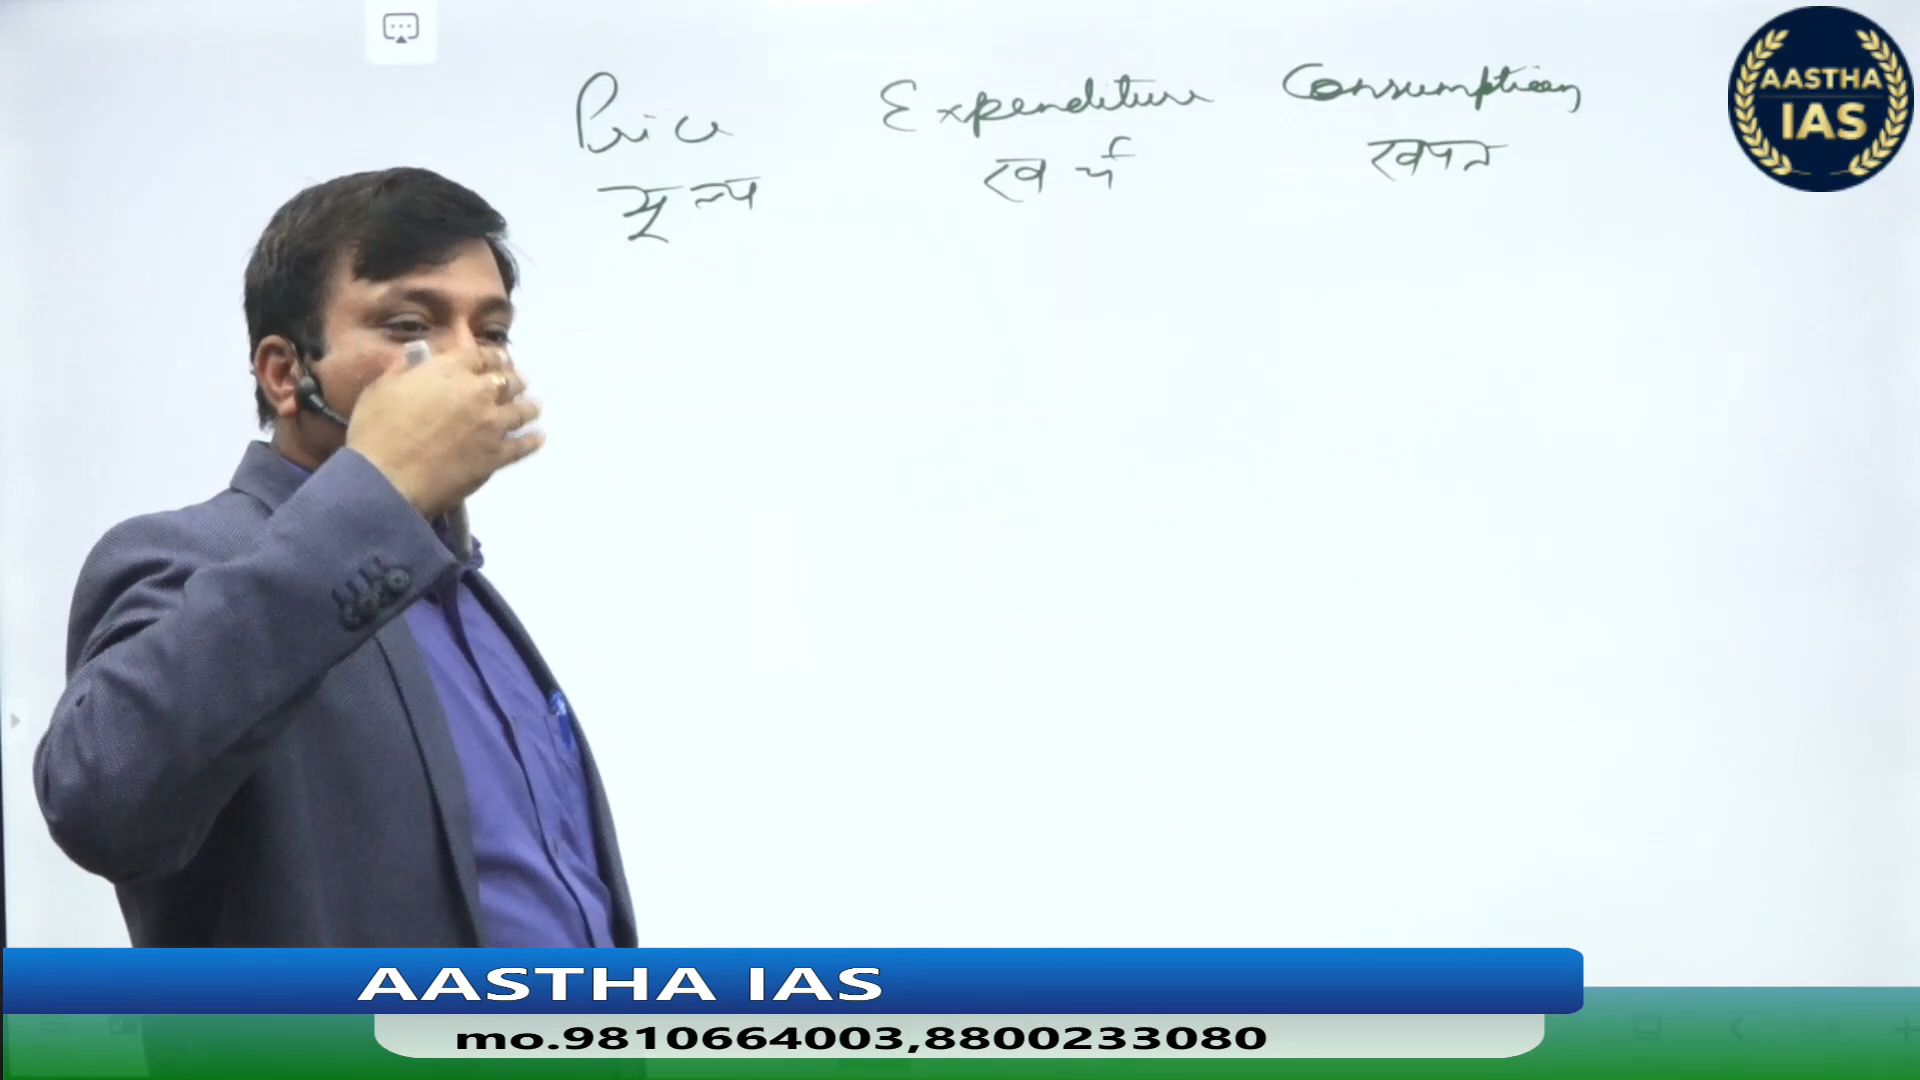 Price Expenditure Consumption
मूल्य खर्च खपत
AASTHA
IAS
AASTHA IAS
mo.9810664003,8800233080